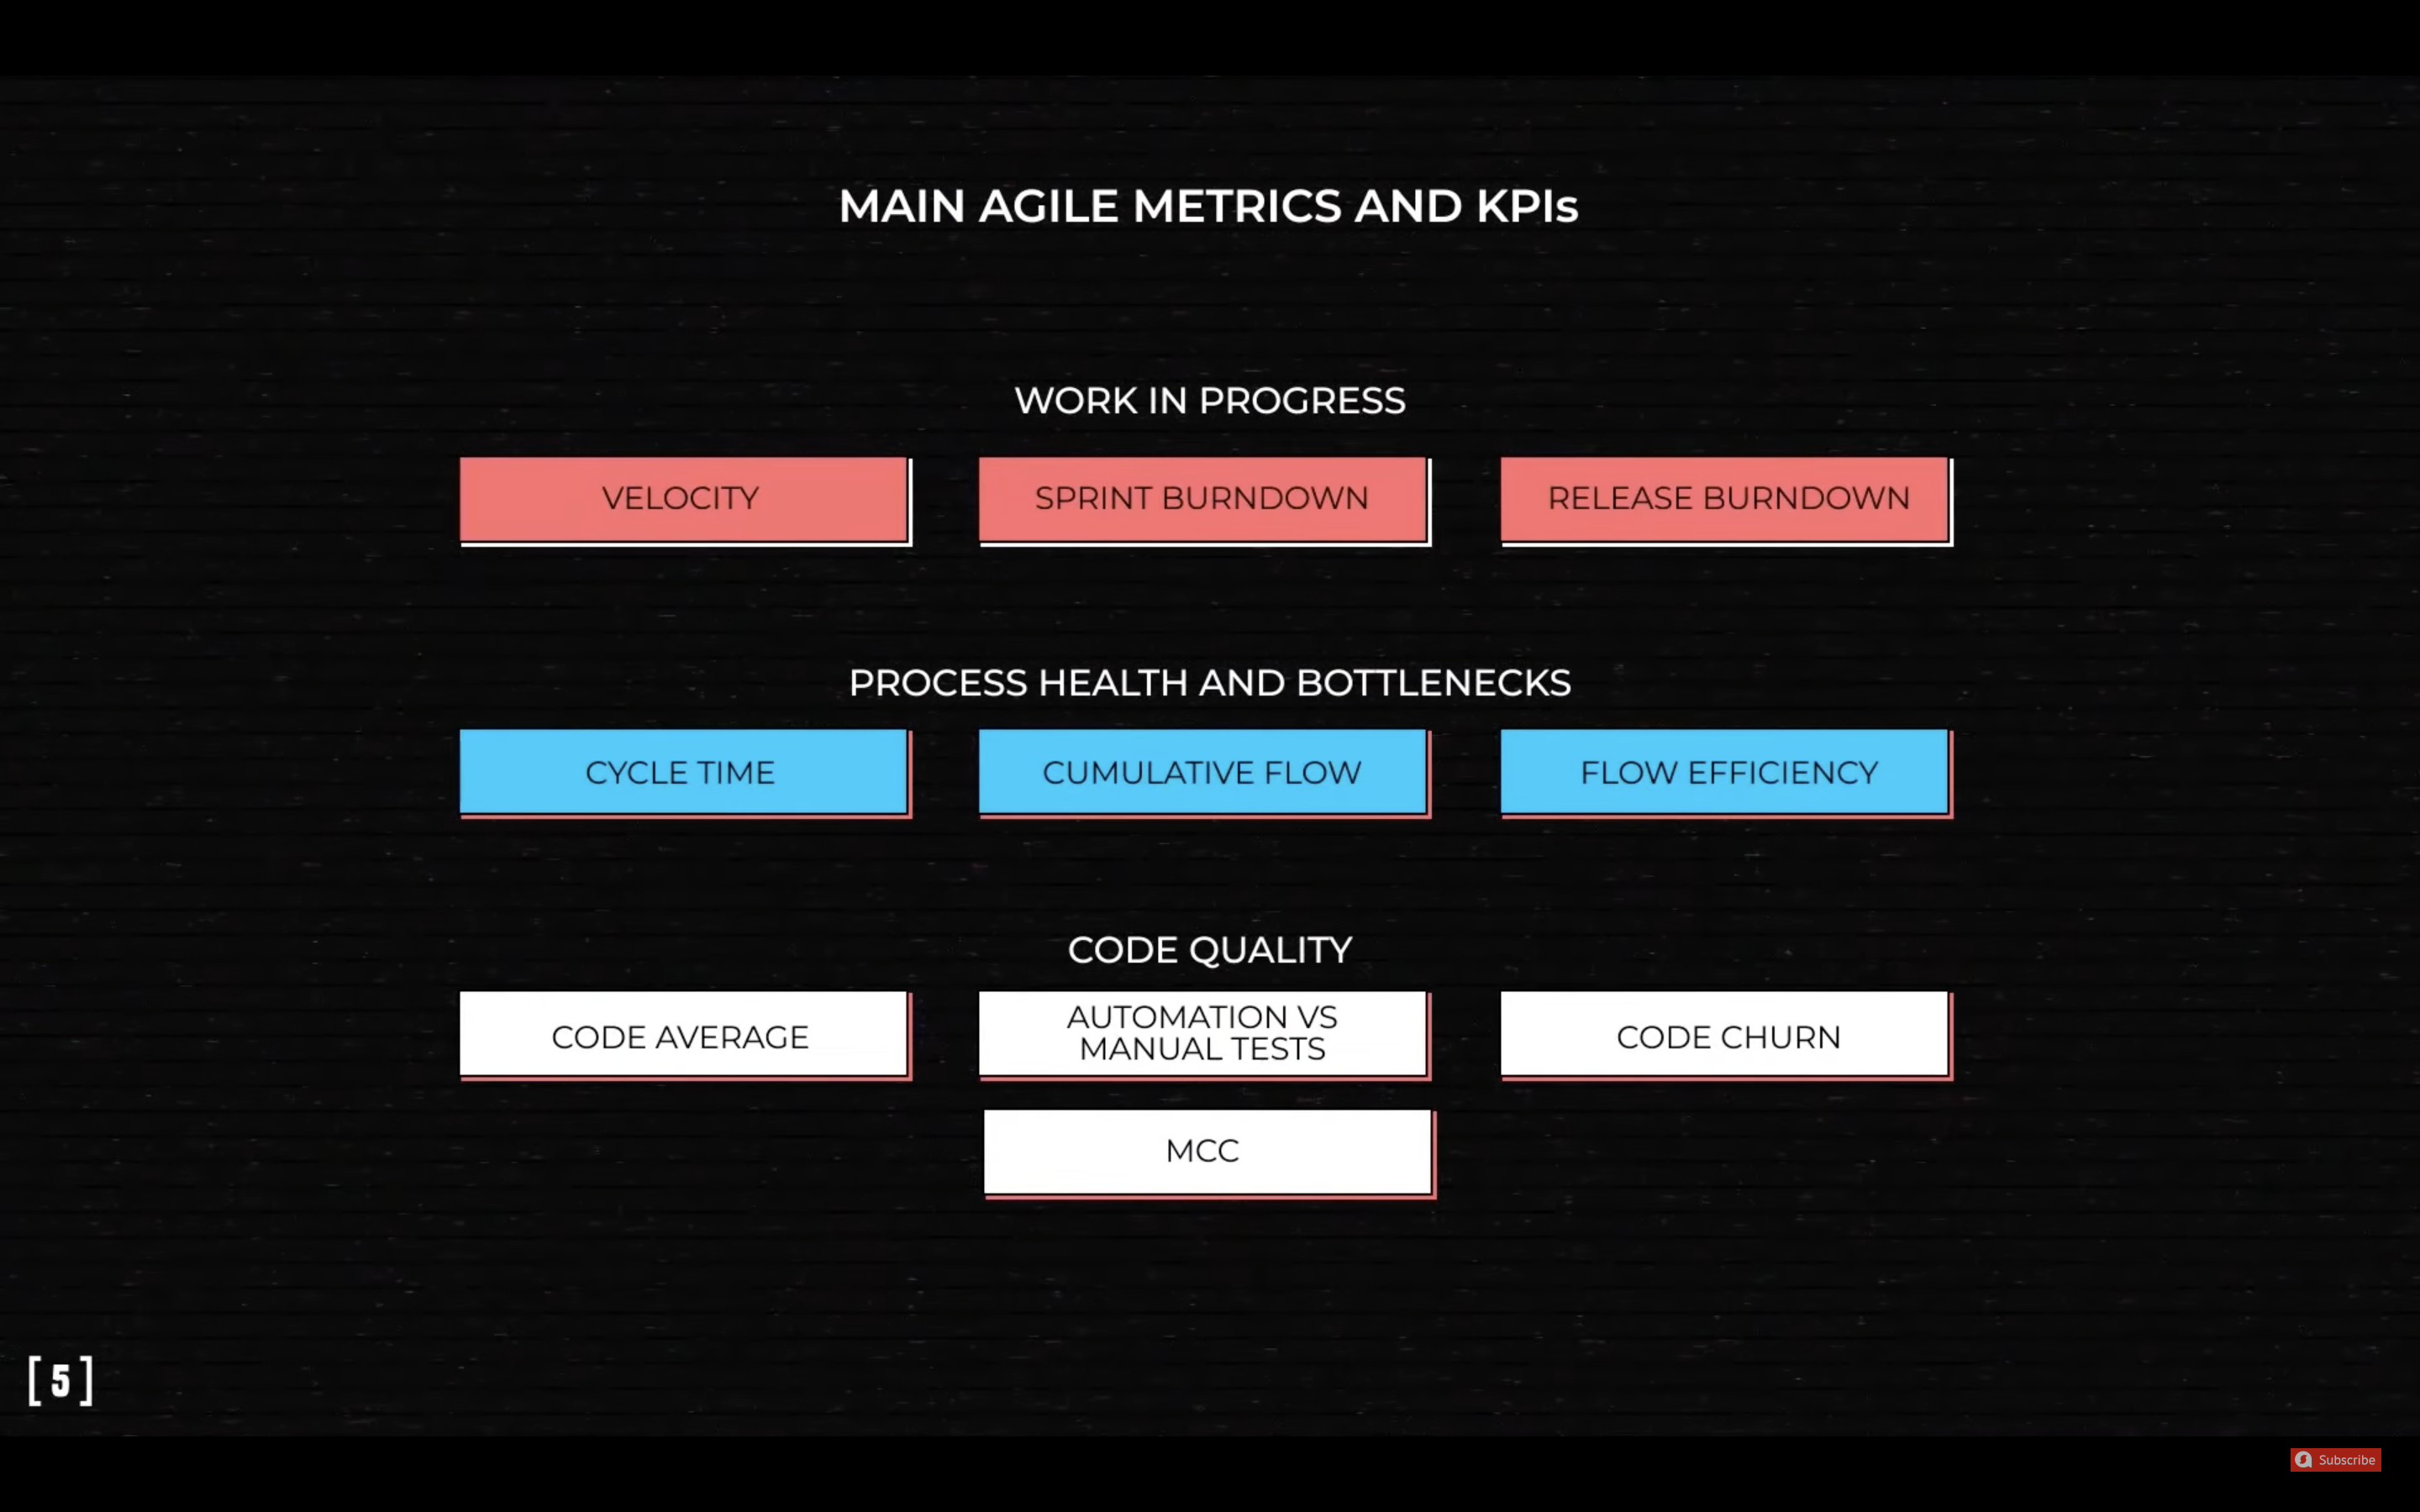 MAIN AGILE METRICS AND KPIs
WORK IN PROGRESS
VELOCITY
SPRINT BURNDOWN
RELEASE BURNDOWN
PROCESS HEALTH AND BOTTLENECKS
CYCLE TIME
CUMULATIVE FLOW
FLOW EFFICIENCY
CODE QUALITY
CODE AVERAGE
AUTOMATION VS
MANUAL TESTS
CODE CHURN
MCC
[5]
Subscribe